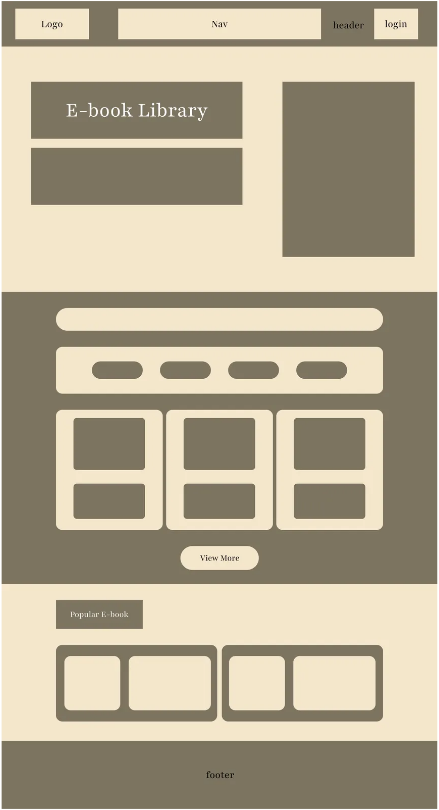 Logo
Nav
header
login
E-book Library
View More
Popular E-book
footer